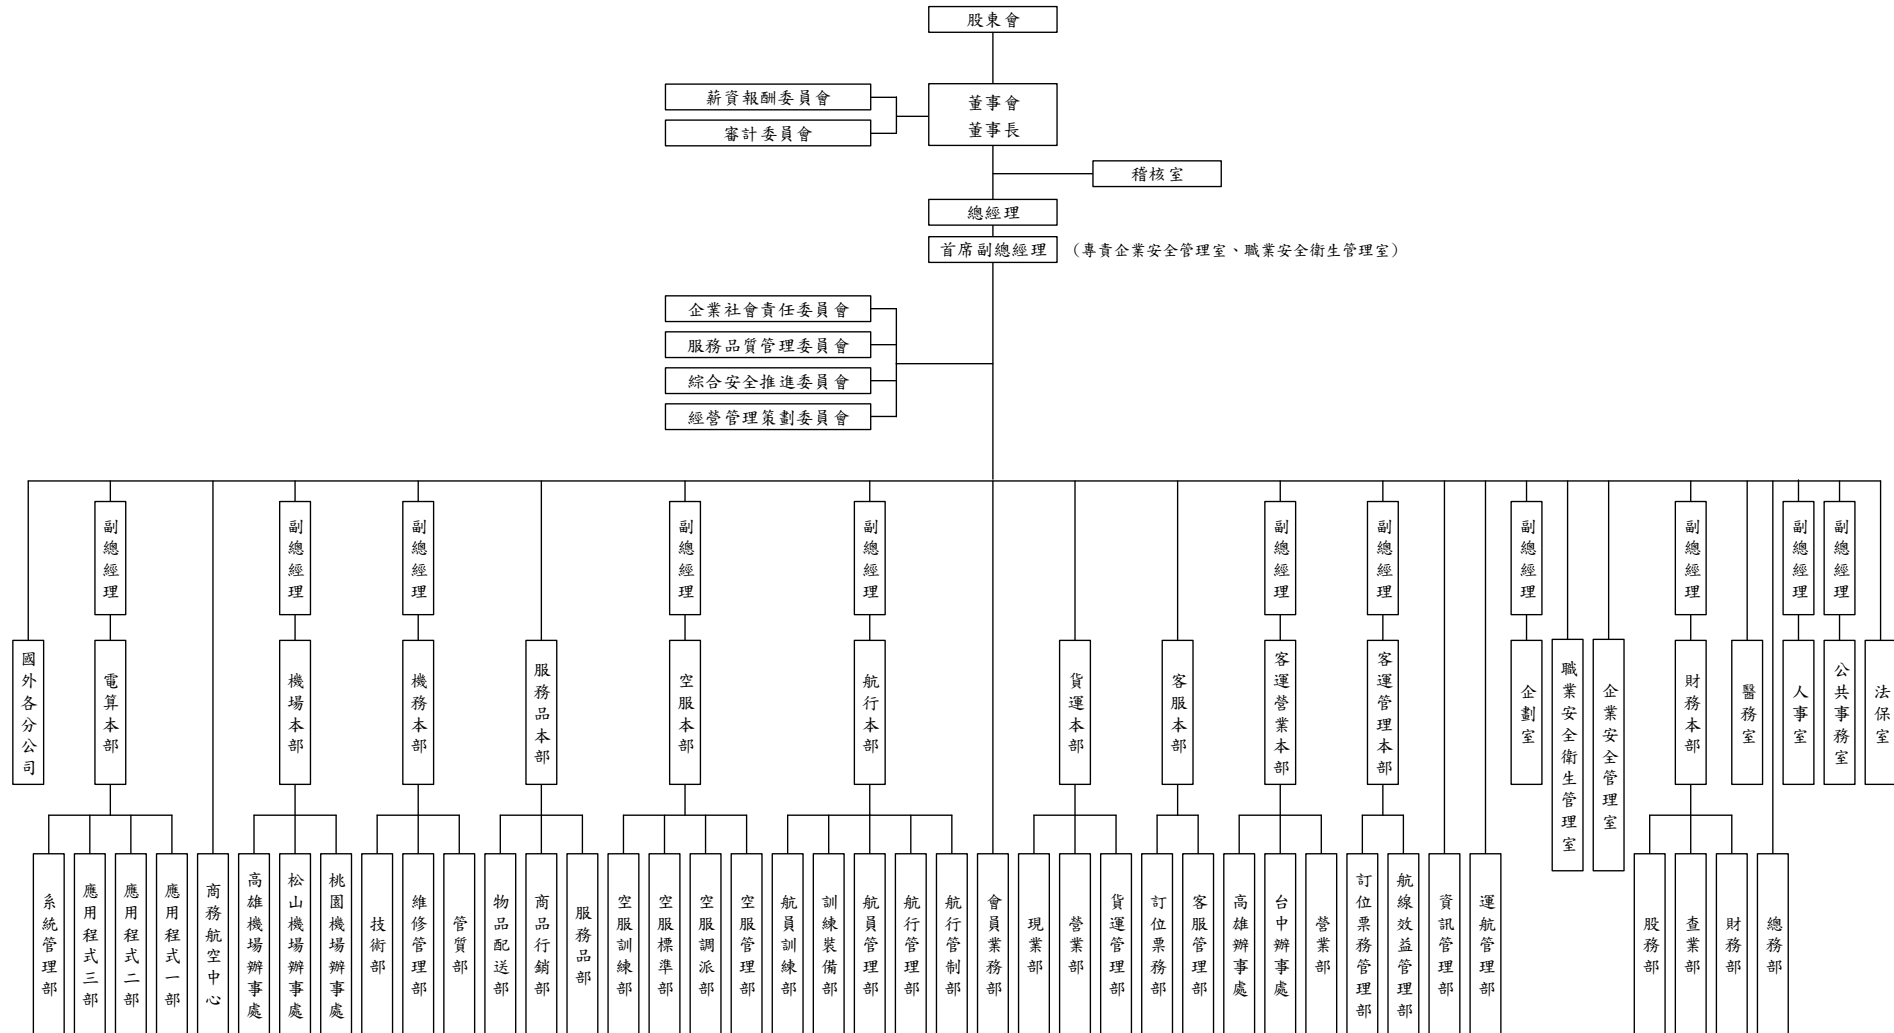 股東會
薪資報酬委員會
審計委員會
董事會
董事長
稽核室
總經理
首席副總經理
（專責企業安全管理室、職業安全衛生管理室）
企業社會責任委員會
服務品質管理委員會
綜合安全推進委員會
經營管理策劃委員會
副總經理
副總經理
副總經理
副總經理
副總經理
副總經理
副總經理
副總經理
副總經理
副總經理
副總經理
國外各分公司
電算本部
機場本部
機務本部
服務品本部
空服本部
航行本部
貨運本部
客服本部
客運營業本部
客運管理本部
企劃室
職業安全衛生管理室
企業安全管理室
財務本部
醫務室
人事室
公共事務室
法保室
系統管理部
應用程式三部
應用程式二部
應用程式一部
商務航空中心
高雄機場辦事處
松山機場辦事處
桃園機場辦事處
技術部
維修管理部
管質部
物品配送部
商品行銷部
服務品部
空服訓練部
空服標準部
空服調派部
空服管理部
航員訓練部
訓練裝備部
航員管理部
航行管理部
航行管制部
會員業務部
現業部
營業部
貨運管理部
訂位票務部
客服管理部
高雄辦事處
台中辦事處
營業部
訂位票務管理部
航線效益管理部
資訊管理部
運航管理部
股務部
查業部
財務部
總務部